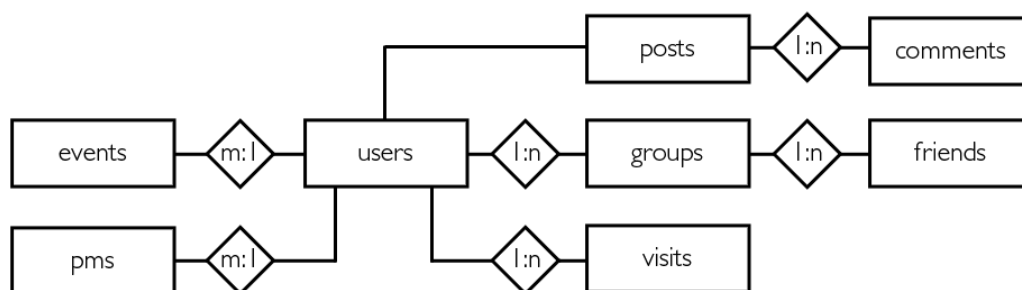 posts
1:n
comments
events
m:1
users
1:n
groups
1:n
friends
pms
m:1
1:n
visits